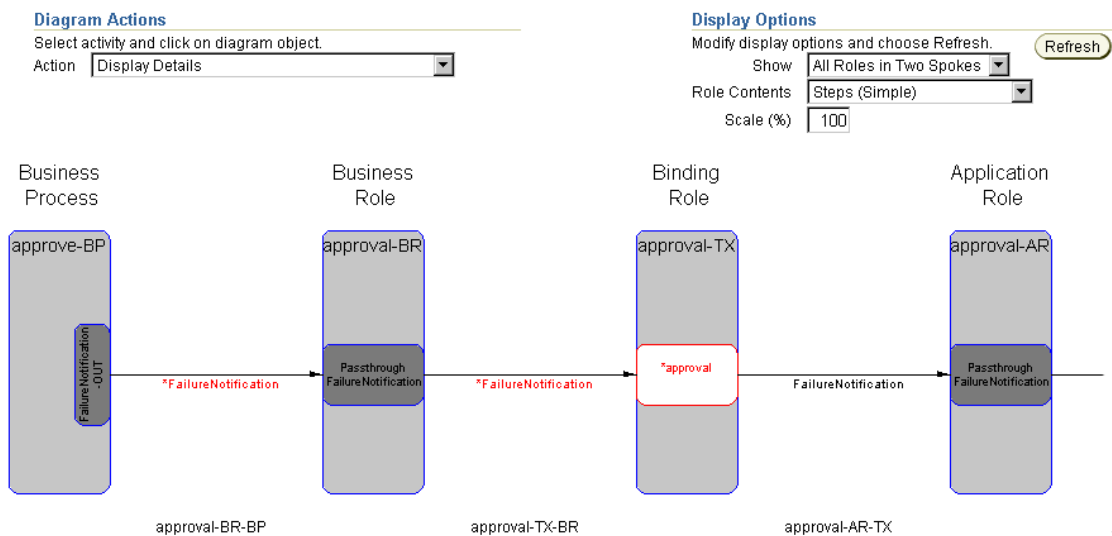 Diagram Actions
Select activity and click on diagram object.
Action Display Details
Display Options
Modify display options and choose Refresh.
Refresh
Show All Roles in Two Spokes
Role Contents Steps (Simple)
Scale (%) 100
Business
Process
Business
Role
Binding
Role
Application
Role
approve-BP
approval-BR
approval-TX
approval-AR
FailureNotification
-OUT
*FailureNotification
Passthrough
FailureNotification
*FailureNotification
*approval
FailureNotification
Passthrough
FailureNotification
approval-BR-BP
approval-TX-BR
approval-AR-TX